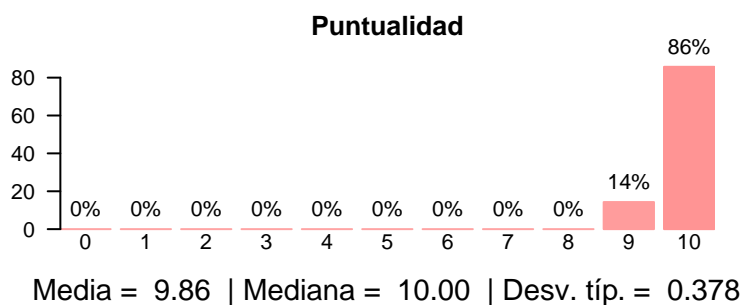 Puntualidad
86%
80
60
40
14%
20
0% 0% 0% 0% 0% 0% 0% 0% 0%
0
0 1 2 3 4 5 6 7 8 9 10
Media = 9.86 | Mediana = 10.00 | Desv. típ. = 0.378